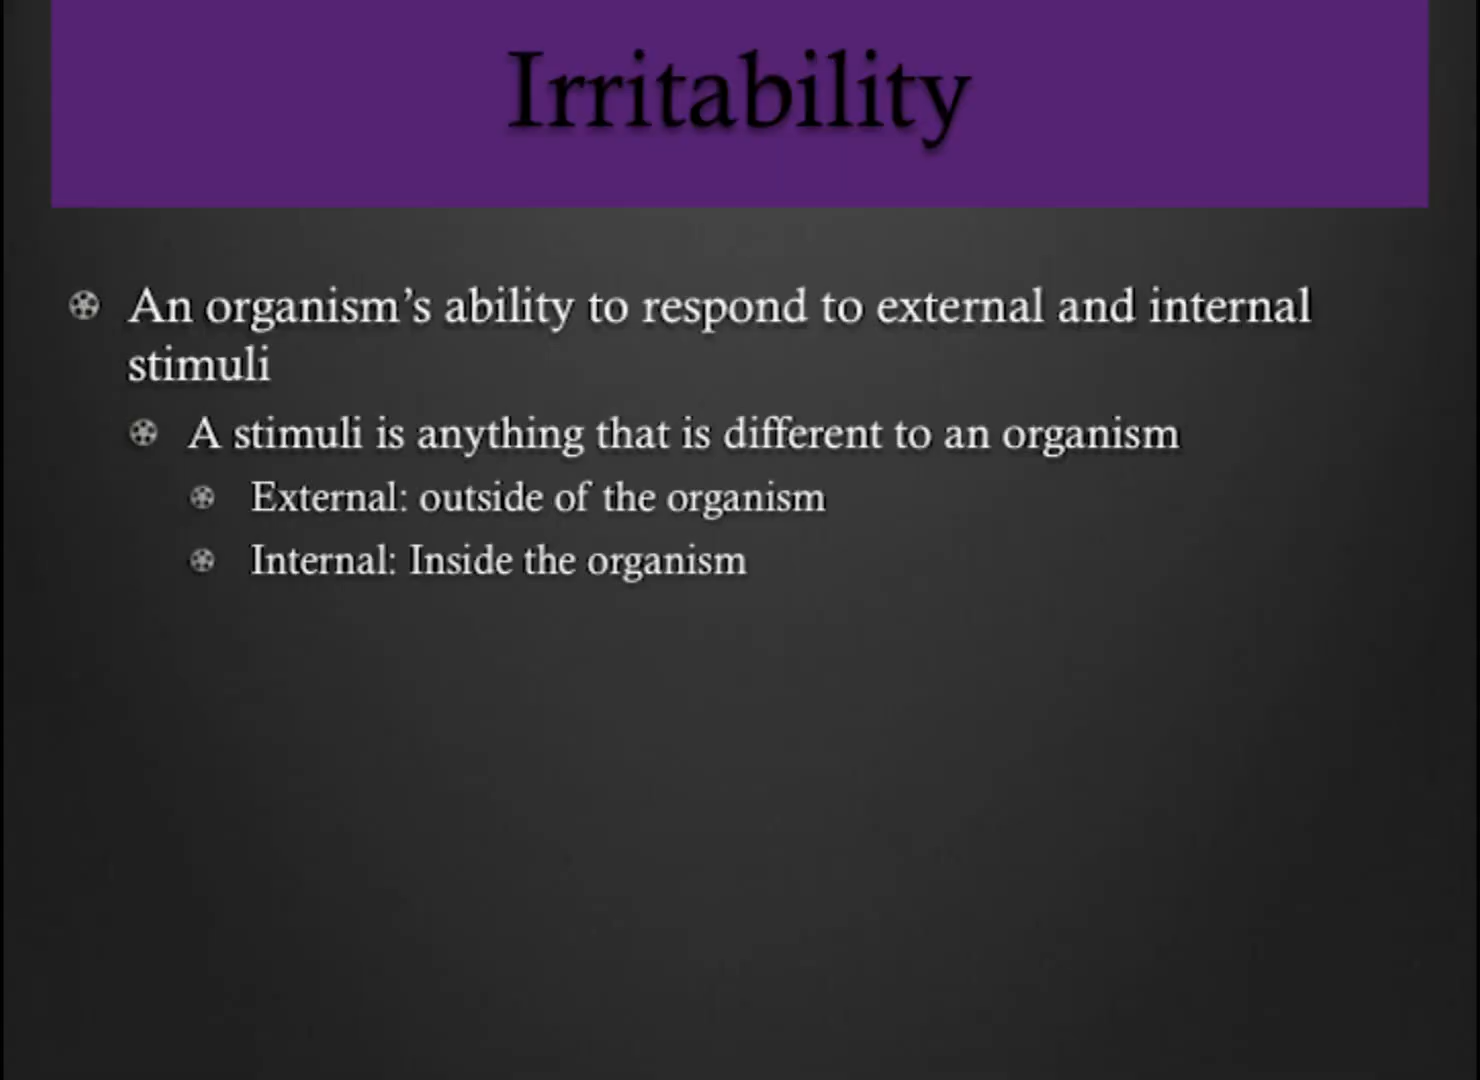 Irritability
An organism’s ability to respond to external and internal
stimuli
A stimuli is anything that is different to an organism
External: outside of the organism
Internal: Inside the organism